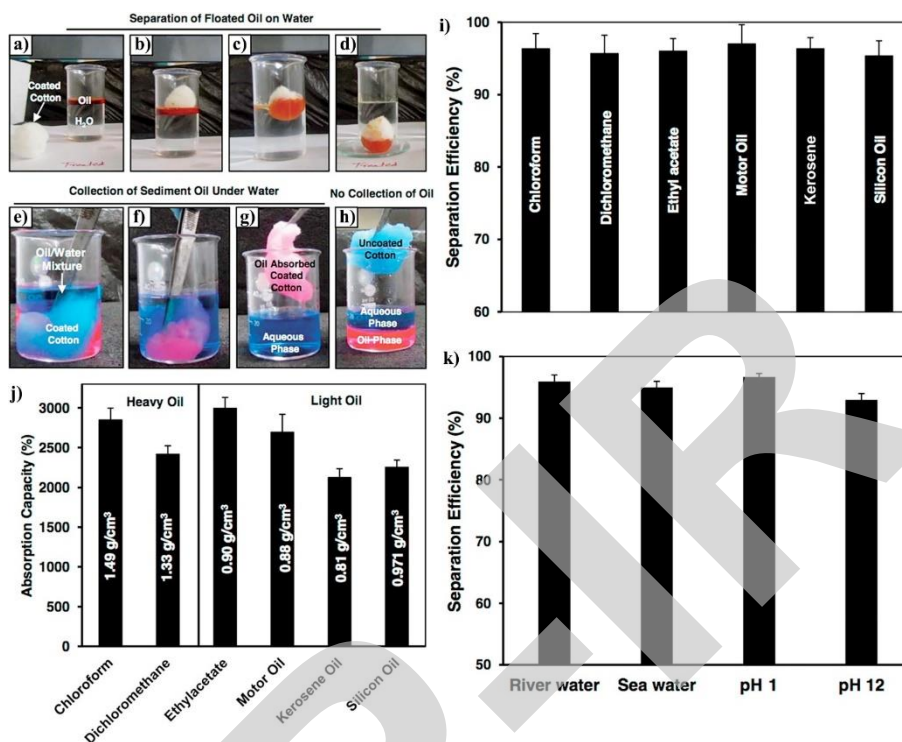 Separation of Floated Oil on Water
a)
b)
c)
d)
Coated
Cotton
Oil
H₂O
Collection of Sediment Oil Under Water
No Collection of Oil
e)
f)
g)
h)
Oil/Water
Mixture
Coated
Cotton
Oil Absorbed
Coated
Cotton
Aqueous Phase
Uncoated
Cotton
Aqueous
Phase
Oil-Phase
i)
Separation Efficiency (%)
100
90
80
70
60
Chloroform
Dichloromethane
Ethyl acetate
Motor Oil
Kerosene
Silicon Oil
j)
Absorption Capacity (%)
3000
2500
2000
1500
1000
500
0
Heavy Oil
Light Oil
1.49 g/cm³
1.33 g/cm³
0.90 g/cm³
0.88 g/cm³
0.81 g/cm³
0.971 g/cm³
Chloroform
Dichloromethane
Ethylacetate
Motor Oil
Kerosene Oil
Silicon Oil
k)
Separation Efficiency (%)
100
90
80
70
60
50
River water
Sea water
pH 1
pH 12